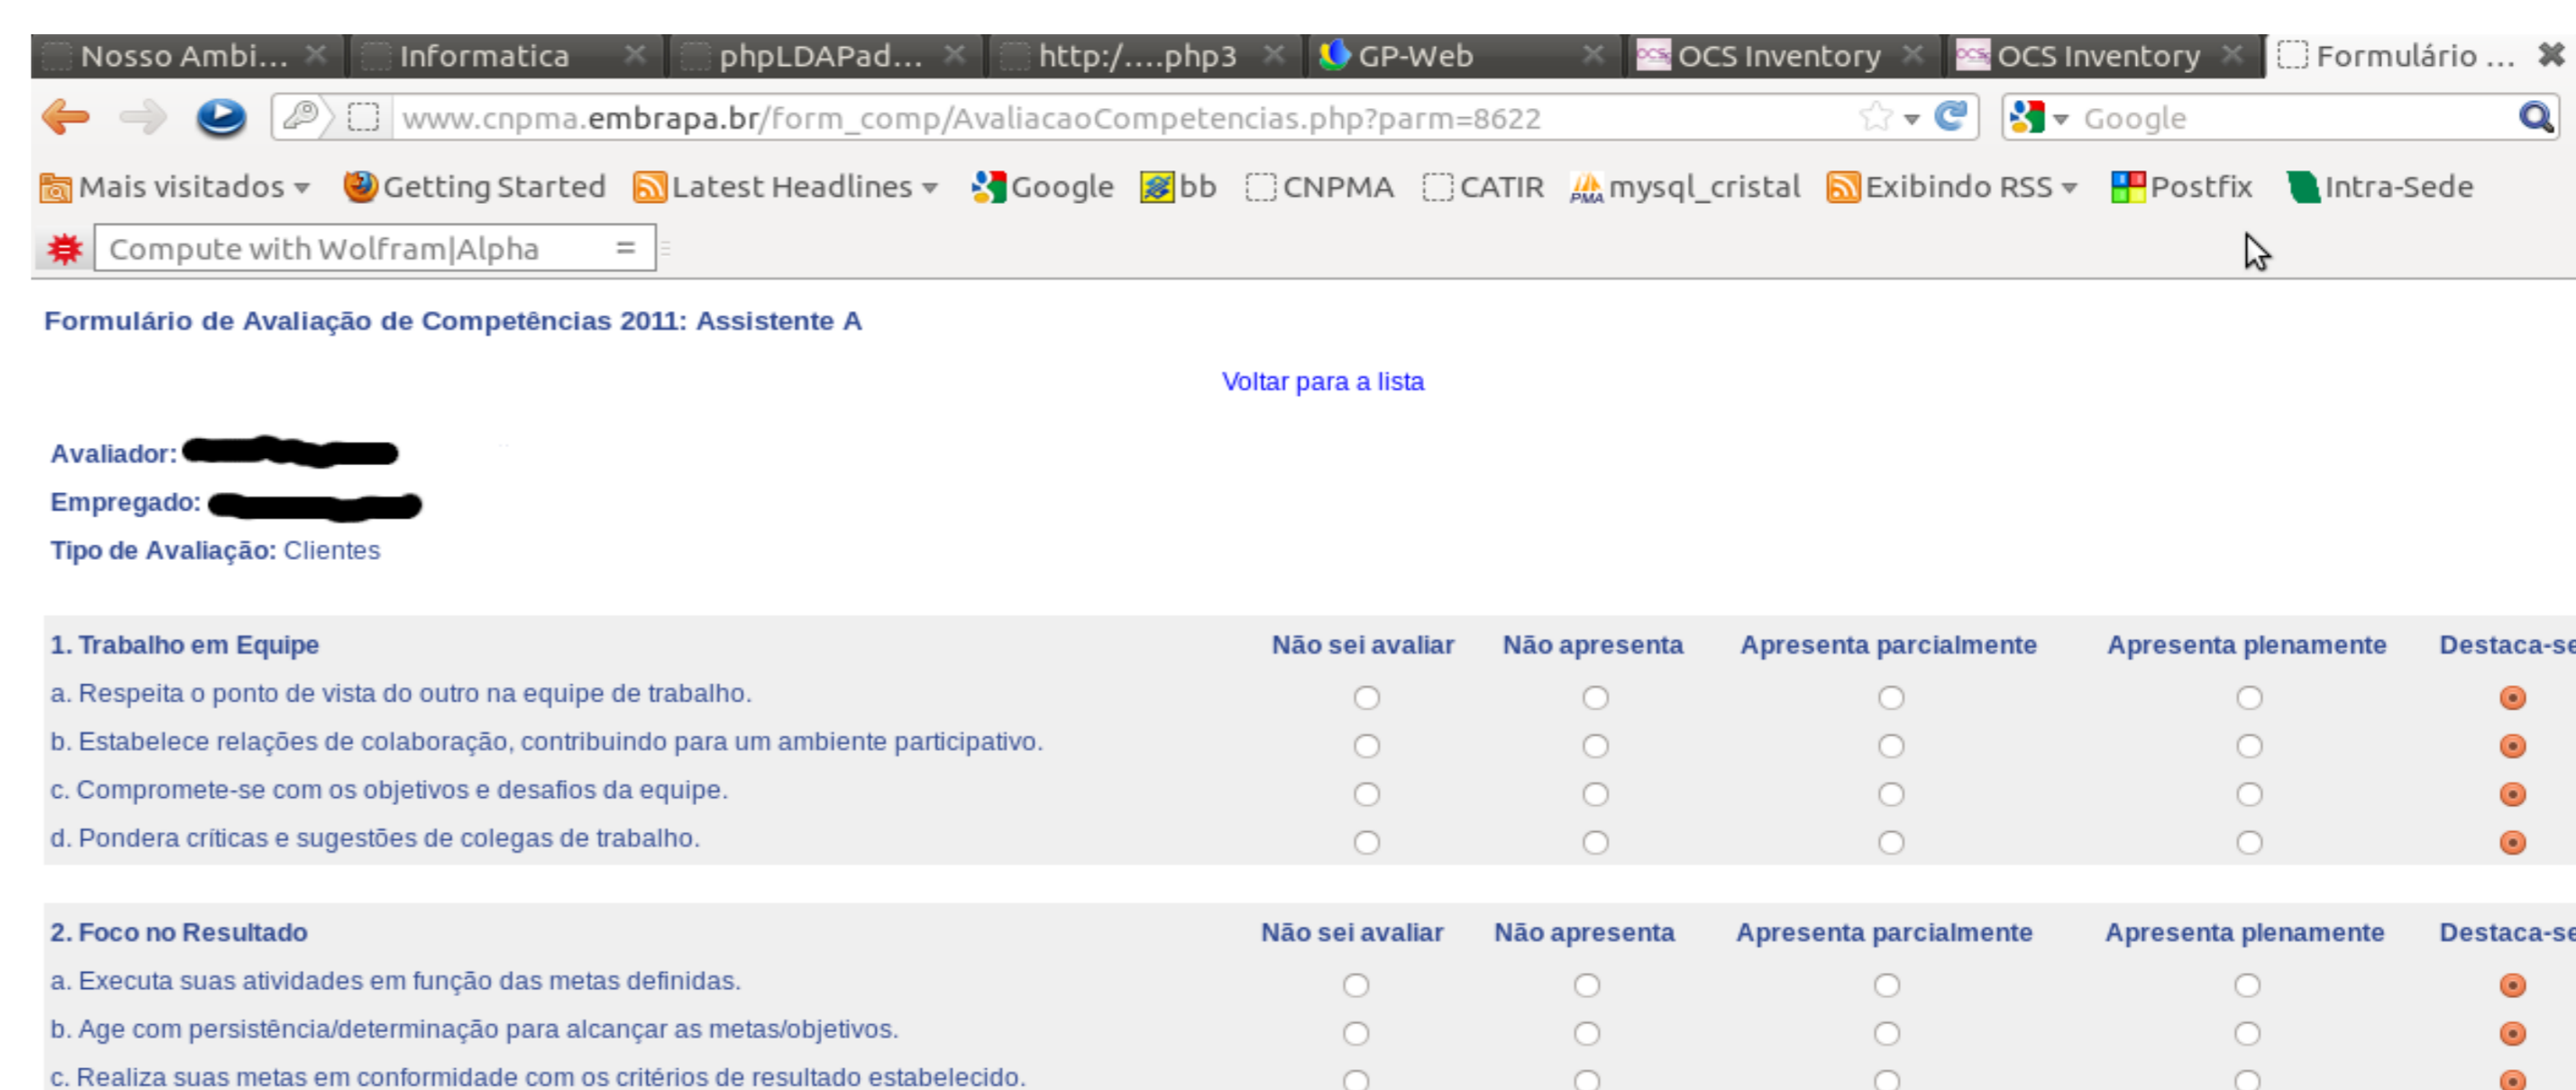 Nosso Ambi... Informatica phpLDAPad... http:/....php3 GP-Web OCS Inventory OCS Inventory Formulário ...
www.cnpma.embrapa.br/form_comp/AvaliacaoCompetencias.php?parm=8622 Google
Mais visitados Getting Started Latest Headlines Google bb CNPMA CATIR PMA mysql_cristal Exibindo RSS Postfix Intra-Sede
Compute with Wolfram|Alpha =
Formulário de Avaliação de Competências 2011: Assistente A
Voltar para a lista
Avaliador:
Empregado:
Tipo de Avaliação: Clientes
1. Trabalho em Equipe Não sei avaliar Não apresenta Apresenta parcialmente Apresenta plenamente Destaca-se
a. Respeita o ponto de vista do outro na equipe de trabalho.
b. Estabelece relações de colaboração, contribuindo para um ambiente participativo.
c. Compromete-se com os objetivos e desafios da equipe.
d. Pondera críticas e sugestões de colegas de trabalho.
2. Foco no Resultado Não sei avaliar Não apresenta Apresenta parcialmente Apresenta plenamente Destaca-se
a. Executa suas atividades em função das metas definidas.
b. Age com persistência/determinação para alcançar as metas/objetivos.
c. Realiza suas metas em conformidade com os critérios de resultado estabelecido.